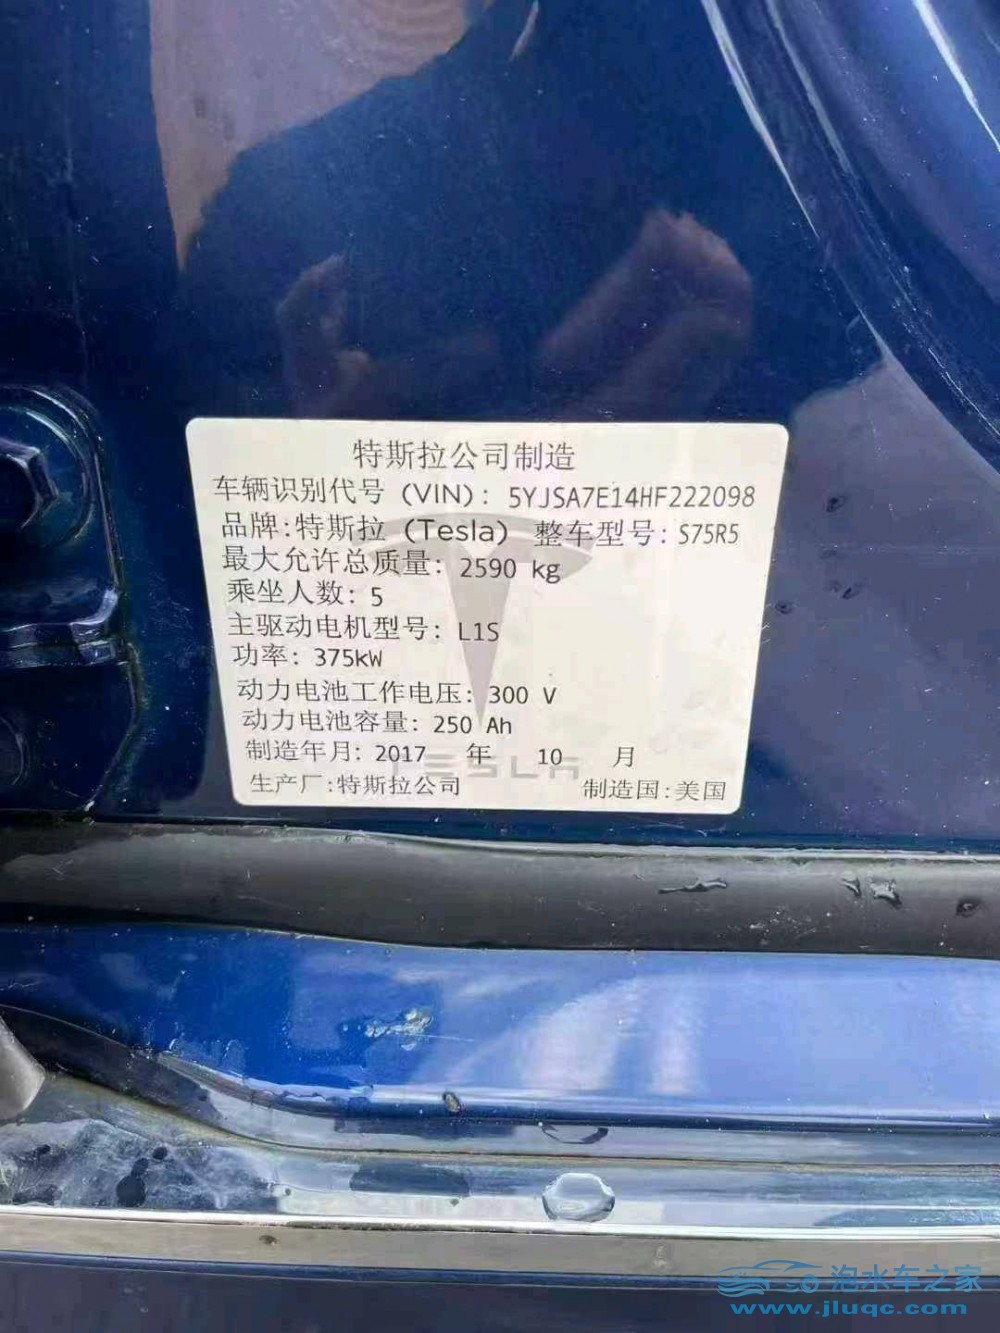 特斯拉公司制造
车辆识别代号 (VIN): 5YJSA7E14HF222098
品牌:特斯拉 (Tesla) 整车型号: S75R5
最大允许总质量: 2590 kg
乘坐人数: 5
主驱动电机型号: L1S
功率: 375kW
动力电池工作电压: 300 V
动力电池容量: 250 Ah
制造年月: 2017 年 10 月
TESLA
生产厂:特斯拉公司 制造国:美国
泡水车之家
www.jluqc.com